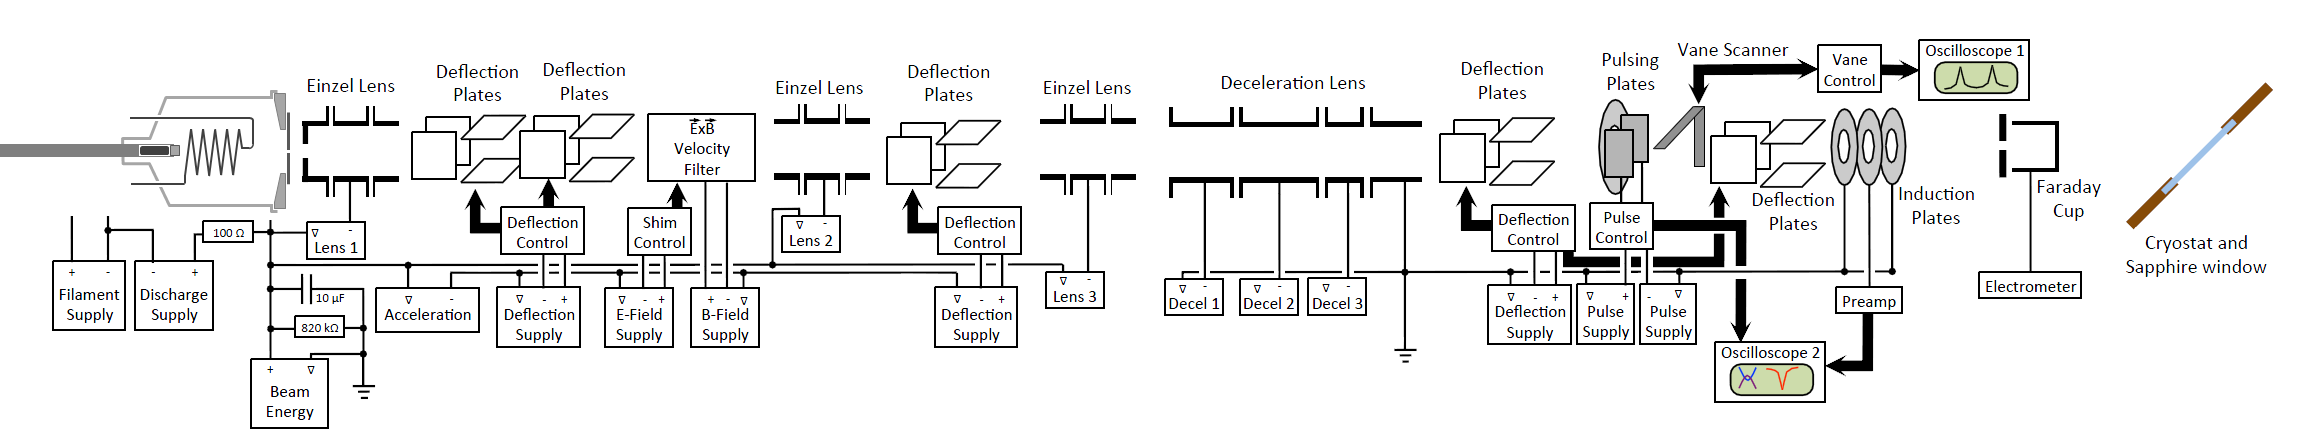 Einzel Lens
Deflection
Plates
Deflection
Plates
E⃗xB⃗
Velocity
Filter
Einzel Lens
Deflection
Plates
Einzel Lens
Deceleration Lens
Deflection
Plates
Pulsing
Plates
Vane Scanner
Vane
Control
Oscilloscope 1
Deflection
Plates
Induction
Plates
Faraday
Cup
Cryostat and
Sapphire window
100 Ω
∇ -
Lens 1
Deflection
Control
Shim
Control
∇ -
Lens 2
Deflection
Control
Deflection
Control
Pulse
Control
+ -
Filament
Supply
- +
Discharge
Supply
10 µF
820 kΩ
+ ∇
Beam
Energy
∇ -
Acceleration
∇ - +
Deflection
Supply
∇ - +
E-Field
Supply
+ - ∇
B-Field
Supply
∇ - +
Deflection
Supply
∇ -
Lens 3
∇ -
Decel 1
∇ -
Decel 2
∇ -
Decel 3
∇ - +
Deflection
Supply
∇ +
Pulse
Supply
- ∇
Pulse
Supply
Preamp
Electrometer
Oscilloscope 2